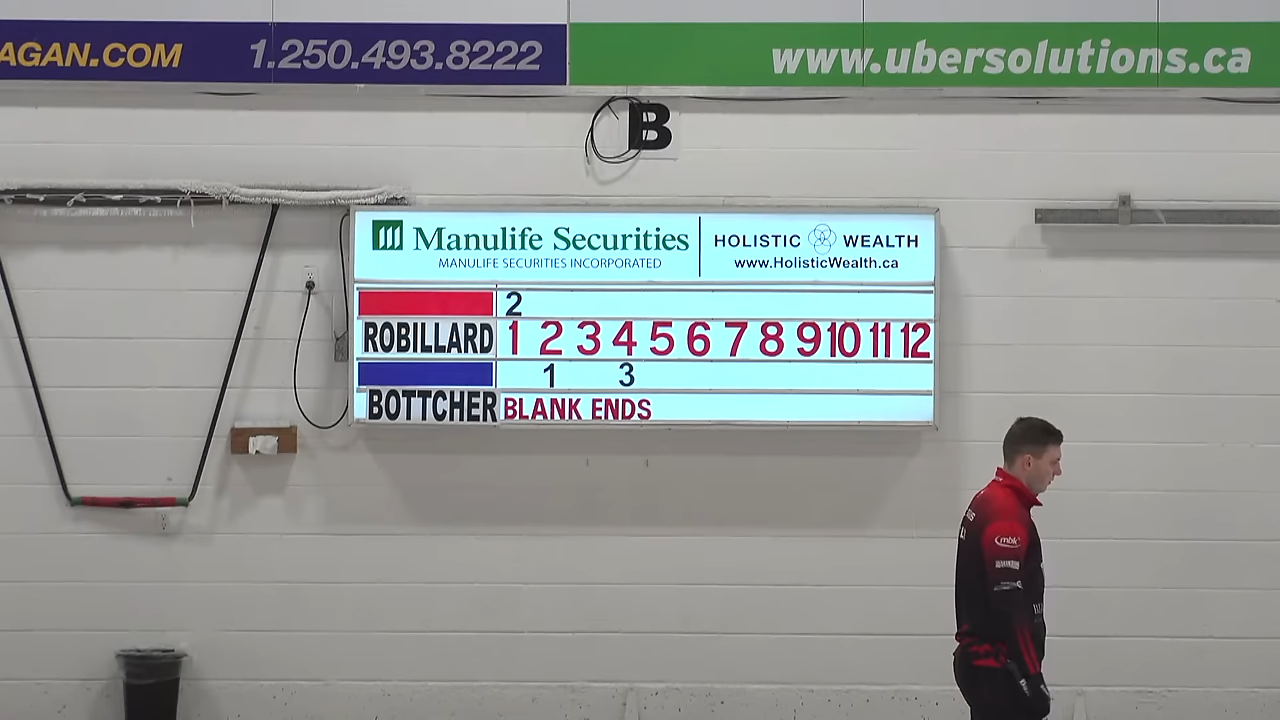 AGAN.COM 1.250.493.8222
www.ubersolutions.ca
B
Manulife Securities
MANULIFE SECURITIES INCORPORATED
HOLISTIC WEALTH
www.HolisticWealth.ca
2
ROBILLARD 1 2 3 4 5 6 7 8 9 10 11 12
1 3
BOTTCHER BLANK ENDS
mbk